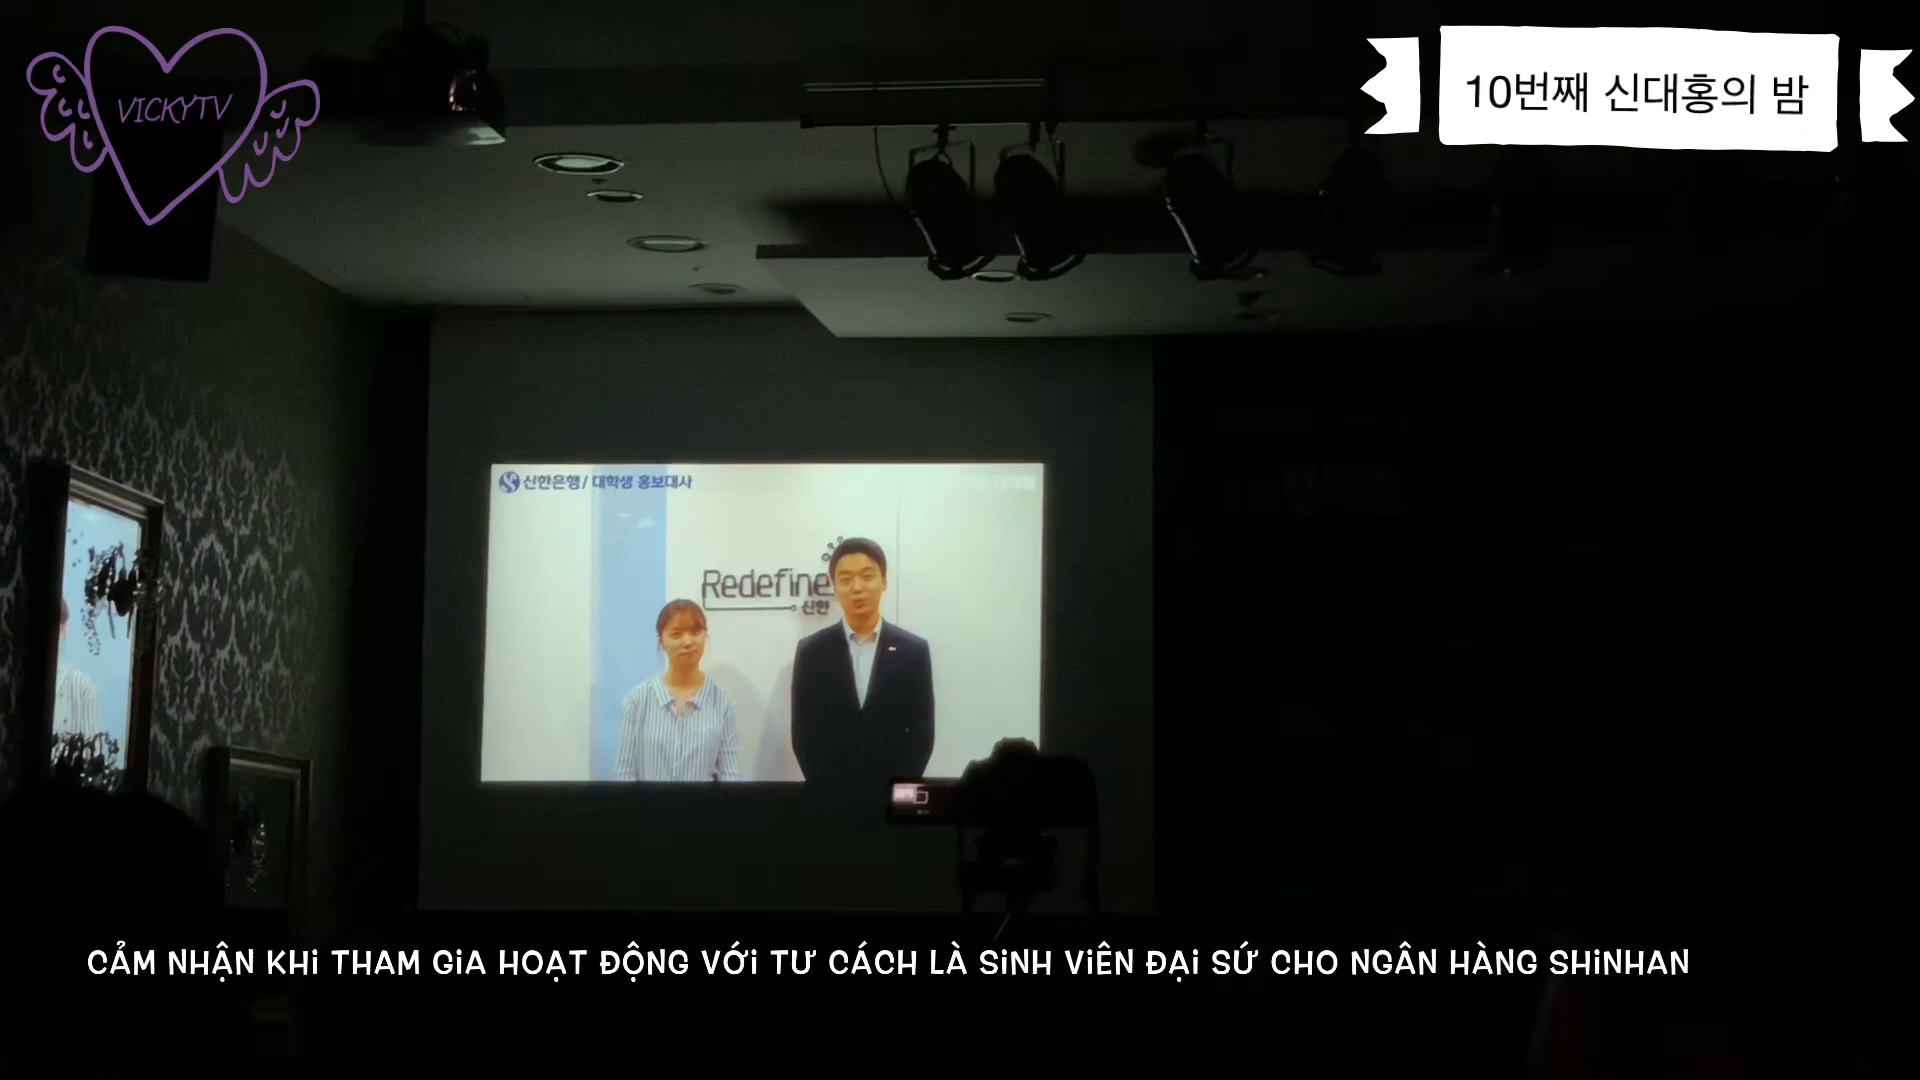 VICKYTV
10번째 신대홍의 밤
신한은행 / 대학생 홍보대사
Redefine
신한
CẢM NHẬN KHi THAM GiA HOẠT ĐỘNG VỚi TƯ CÁCH LÀ SiNH ViÊN ĐẠi SỨ CHO NGÂN HÀNG SHiNHAN